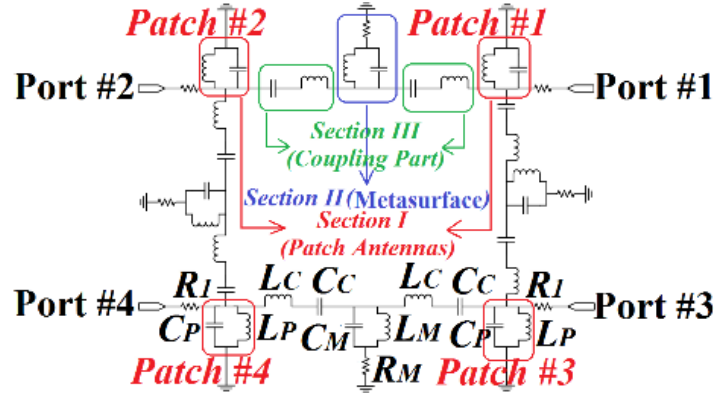 Patch #2
Patch #1
Port #2
Port #1
Section III
(Coupling Part)
Section II (Metasurface)
Section I
(Patch Antennas)
LC CC LC CC
Port #4 R1 R1 Port #3
CP LP CM LM CP LP
RM
Patch #4
Patch #3